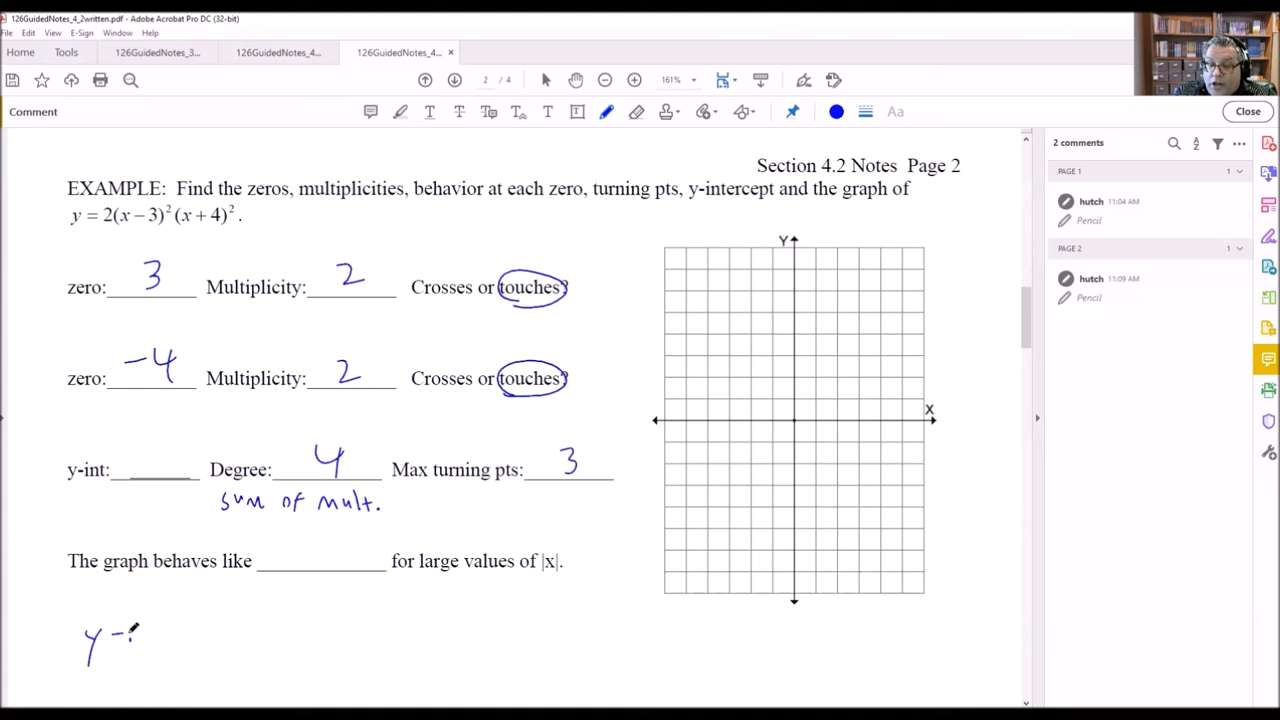 126GuidedNotes_4_2written.pdf - Adobe Acrobat Pro DC (32-bit)
File Edit View E-Sign Window Help
Home Tools 126GuidedNotes_3... 126GuidedNotes_4... 126GuidedNotes_4... ×
2 / 4 161%
Comment Aa Close
2 comments
PAGE 1 1
hutch 11:04 AM
Pencil
PAGE 2 1
hutch 11:09 AM
Pencil
Section 4.2 Notes Page 2
EXAMPLE: Find the zeros, multiplicities, behavior at each zero, turning pts, y-intercept and the graph of
y = 2(x − 3)² (x + 4)² .
zero: 3 Multiplicity: 2 Crosses or touches?
zero: -4 Multiplicity: 2 Crosses or touches?
y-int: ________ Degree: 4 Max turning pts: 3
sum of mult.
The graph behaves like ____________ for large values of |x|.
y -
Y
X